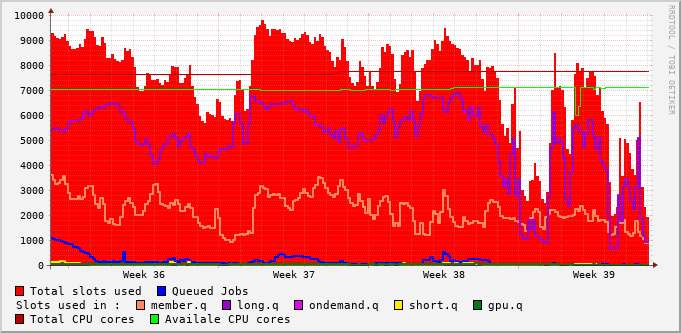 10000
9000
8000
7000
6000
5000
4000
3000
2000
1000
0
Week 36 Week 37 Week 38 Week 39
RRDTOOL / TOBI OETIKER
Total slots used Queued Jobs
Slots used in : member.q long.q ondemand.q short.q gpu.q
Total CPU cores Availale CPU cores